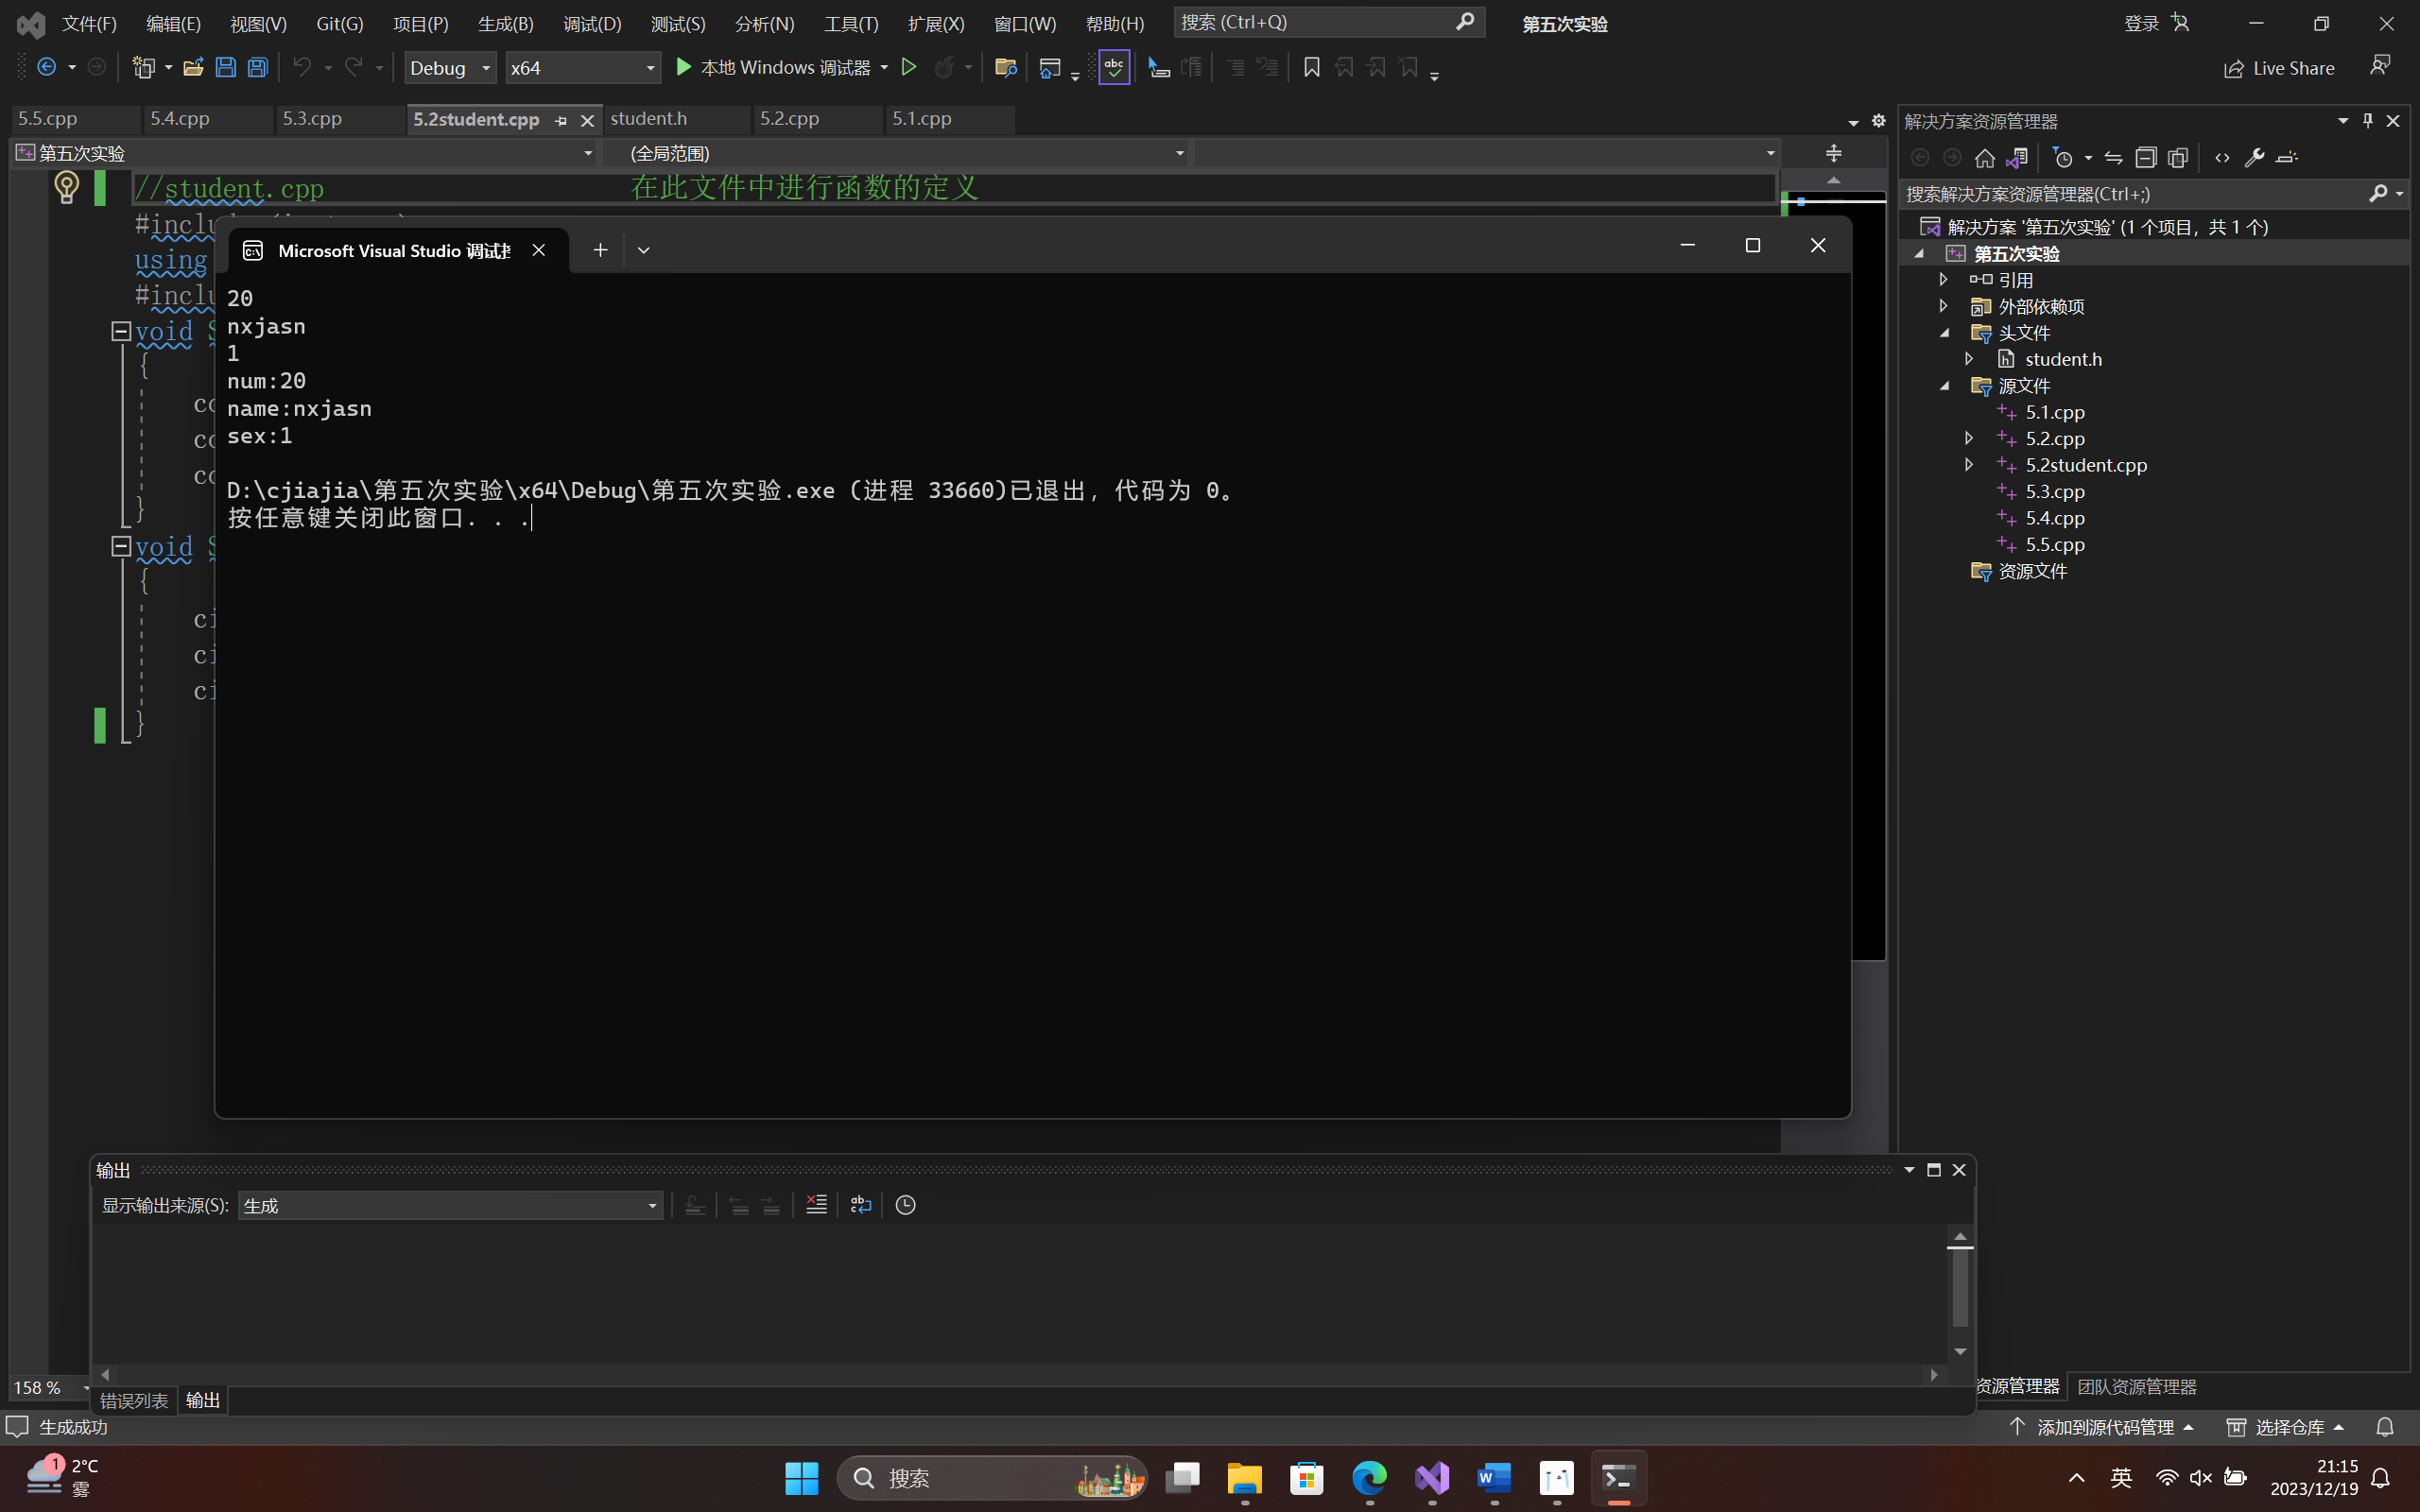 文件(F) 编辑(E) 视图(V) Git(G) 项目(P) 生成(B) 调试(D) 测试(S) 分析(N) 工具(T) 扩展(X) 窗口(W) 帮助(H) 搜索 (Ctrl+Q) 第五次实验 登录
Debug x64 本地 Windows 调试器 Live Share
5.5.cpp 5.4.cpp 5.3.cpp 5.2student.cpp student.h 5.2.cpp 5.1.cpp
第五次实验 (全局范围)
//student.cpp 在此文件中进行函数的定义
#inclu
using
#inclu
void S
{
co
co
co
}
void S
{
ci
ci
ci
}
Microsoft Visual Studio 调试
20
nxjasn
1
num:20
name:nxjasn
sex:1
D:\cjiajia\第五次实验\x64\Debug\第五次实验.exe (进程 33660)已退出，代码为 0。
按任意键关闭此窗口. . .
解决方案资源管理器
搜索解决方案资源管理器(Ctrl+;)
解决方案 '第五次实验' (1 个项目，共 1 个)
第五次实验
引用
外部依赖项
头文件
student.h
源文件
5.1.cpp
5.2.cpp
5.2student.cpp
5.3.cpp
5.4.cpp
5.5.cpp
资源文件
输出
显示输出来源(S): 生成
158 %
错误列表 输出
资源管理器 团队资源管理器
生成成功 添加到源代码管理 选择仓库
1 2°C
雾
搜索
英
21:15
2023/12/19